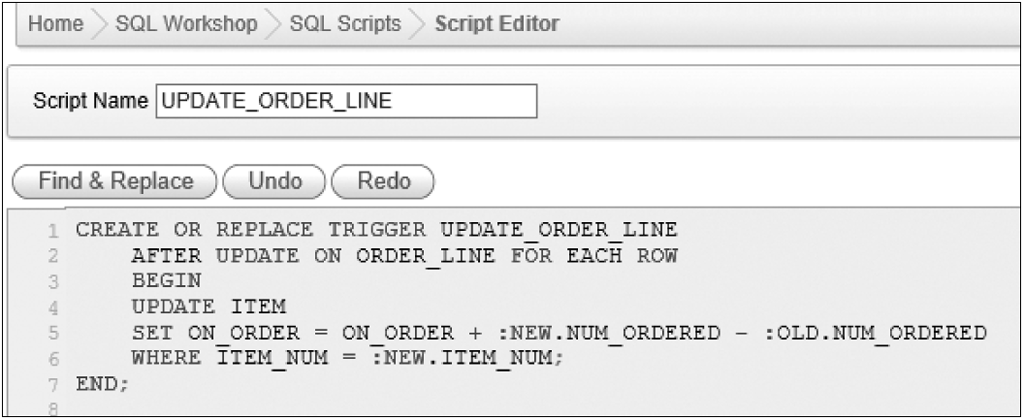 Home SQL Workshop SQL Scripts Script Editor
Script Name UPDATE_ORDER_LINE
Find & Replace Undo Redo
1 CREATE OR REPLACE TRIGGER UPDATE_ORDER_LINE
2 AFTER UPDATE ON ORDER_LINE FOR EACH ROW
3 BEGIN
4 UPDATE ITEM
5 SET ON_ORDER = ON_ORDER + :NEW.NUM_ORDERED - :OLD.NUM_ORDERED
6 WHERE ITEM_NUM = :NEW.ITEM_NUM;
7 END;
8